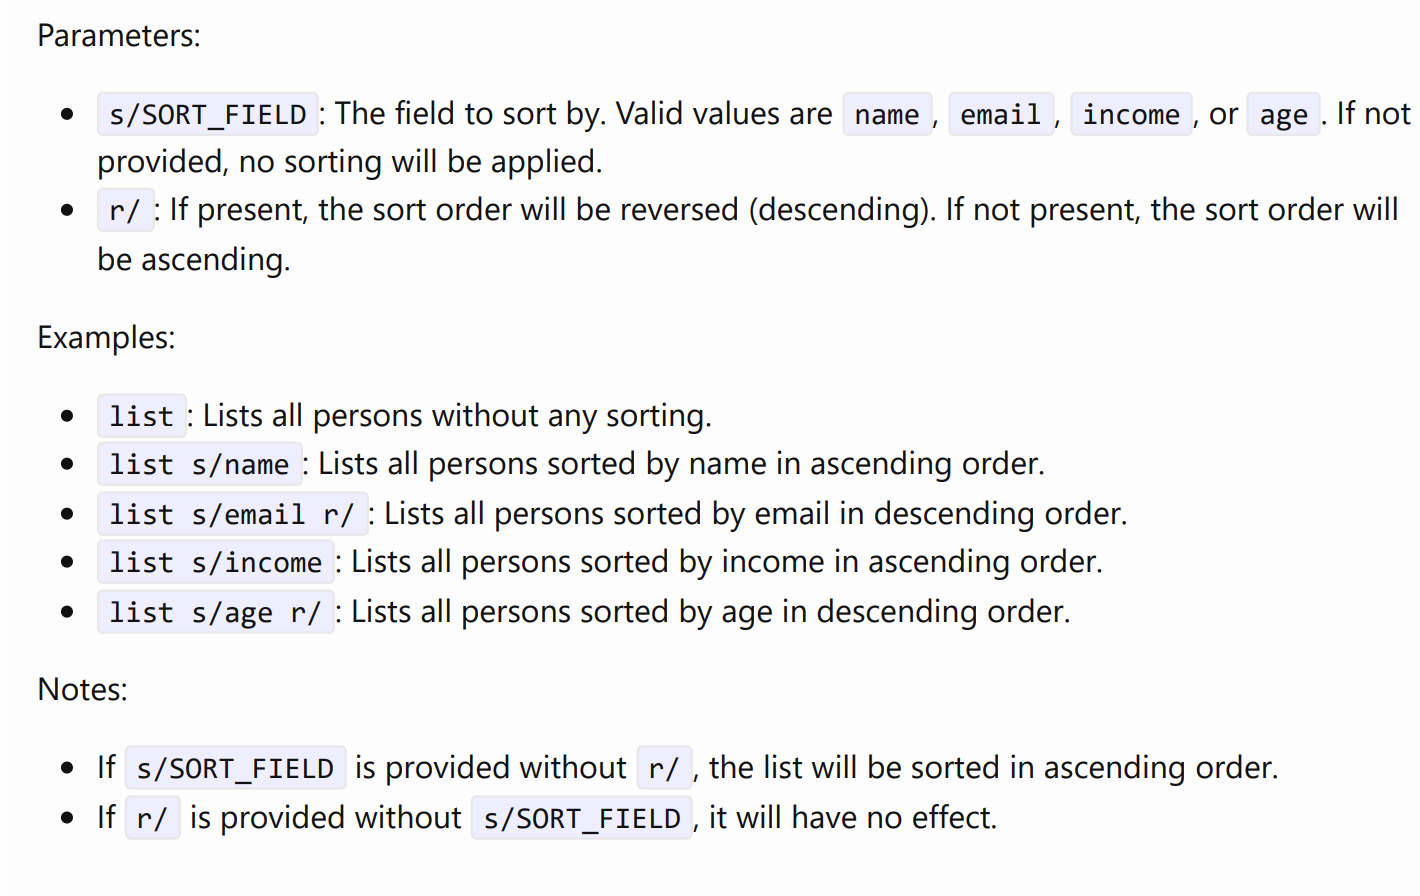 Parameters:
• s/SORT_FIELD : The field to sort by. Valid values are name , email , income , or age . If not
provided, no sorting will be applied.
• r/ : If present, the sort order will be reversed (descending). If not present, the sort order will
be ascending.
Examples:
• list : Lists all persons without any sorting.
• list s/name : Lists all persons sorted by name in ascending order.
• list s/email r/ : Lists all persons sorted by email in descending order.
• list s/income : Lists all persons sorted by income in ascending order.
• list s/age r/ : Lists all persons sorted by age in descending order.
Notes:
• If s/SORT_FIELD is provided without r/ , the list will be sorted in ascending order.
• If r/ is provided without s/SORT_FIELD , it will have no effect.